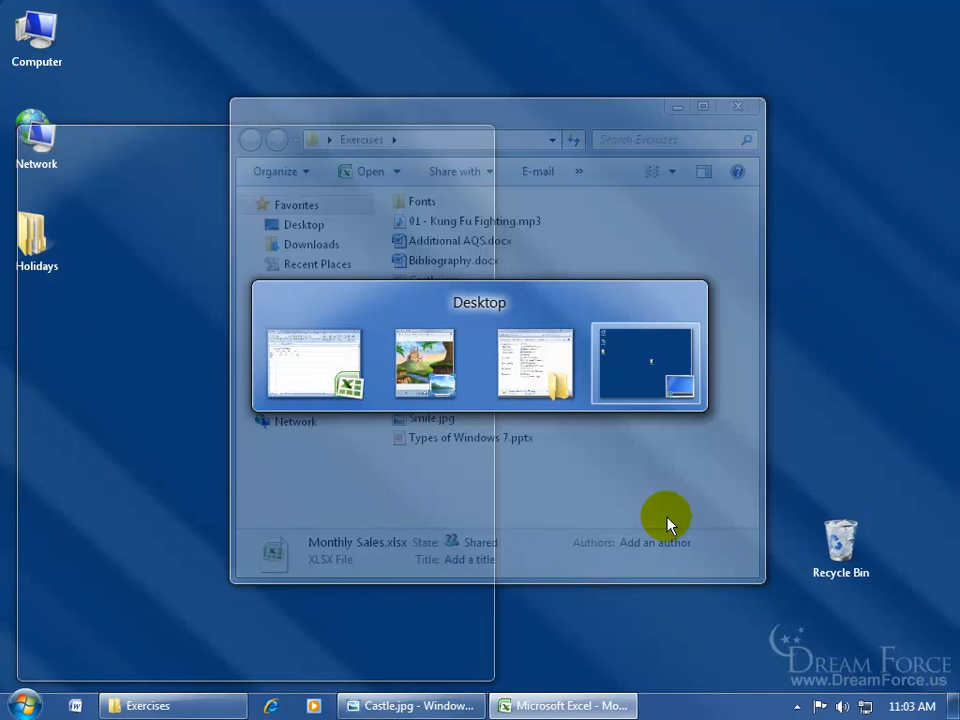 Computer
Network
Holidays
Exercises
Search Exercises
Organize
Open
Share with
E-mail
»
Favorites
Desktop
Downloads
Recent Places
Fonts
01 - Kung Fu Fighting.mp3
Additional AQS.docx
Bibliography.docx
Desktop
Network
Smile.jpg
Types of Windows 7.pptx
Monthly Sales.xlsx State: Shared Authors: Add an author
XLSX File Title: Add a title
Recycle Bin
DREAM FORCE
www.DreamForce.us
Exercises
Castle.jpg - Window...
Microsoft Excel - Mo...
11:03 AM